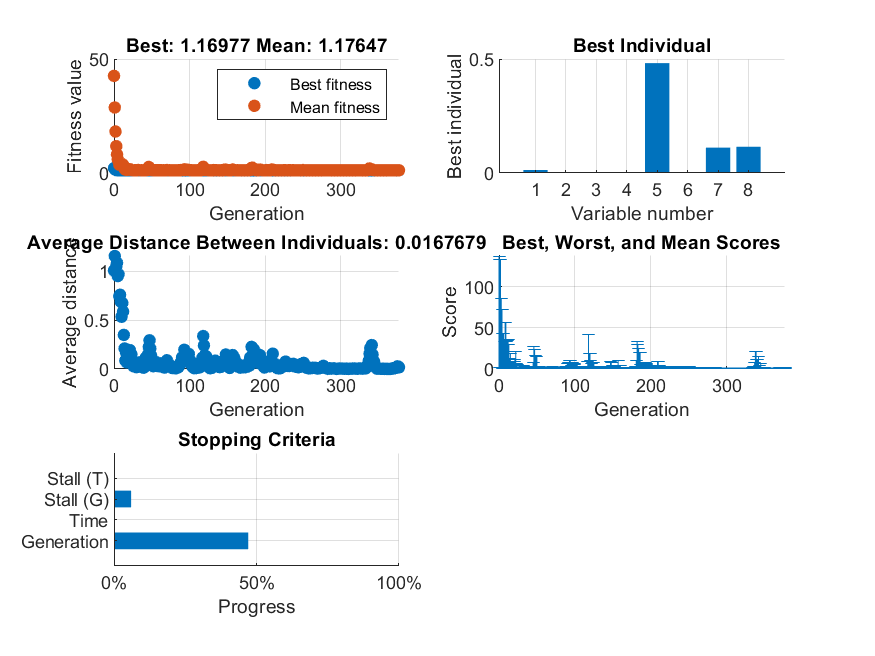 Best: 1.16977 Mean: 1.17647
50
0
Fitness value
Best fitness
Mean fitness
0 100 200 300
Generation
Best Individual
0.5
0
Best individual
1 2 3 4 5 6 7 8
Variable number
Average Distance Between Individuals: 0.0167679
1
0.5
0
Average distance
0 100 200 300
Generation
Best, Worst, and Mean Scores
100
50
0
Score
0 100 200 300
Generation
Stopping Criteria
Stall (T)
Stall (G)
Time
Generation
0% 50% 100%
Progress